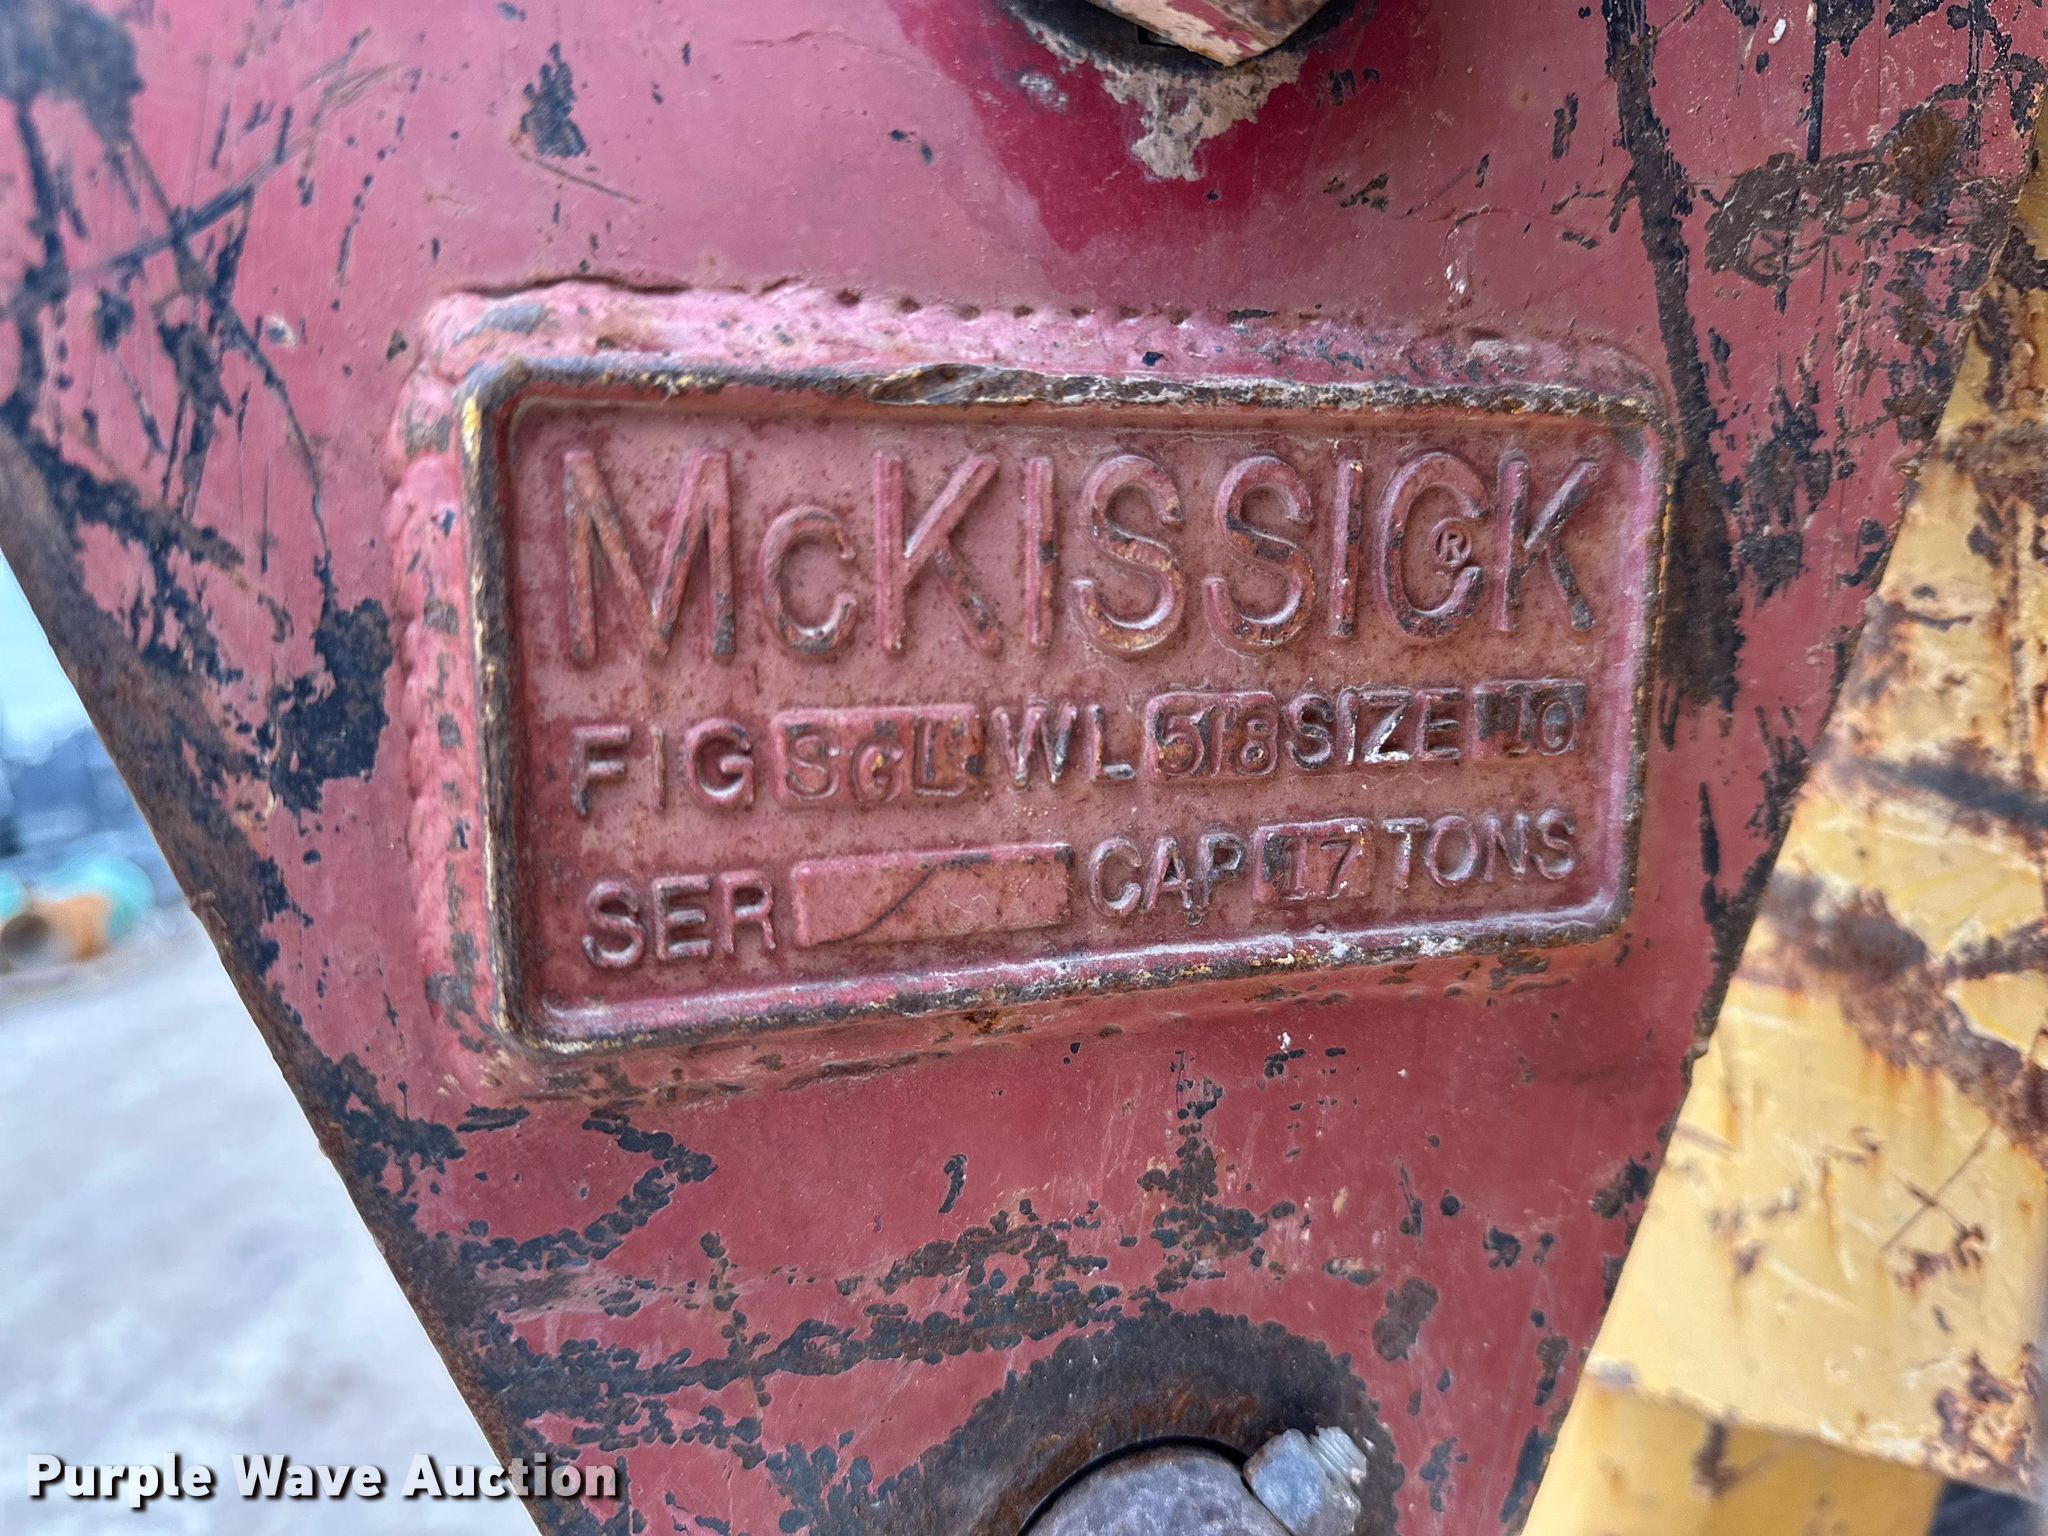 McKISSICK®
FIG SGL WL 5/8 SIZE 10
SER CAP 17 TONS
Purple Wave Auction